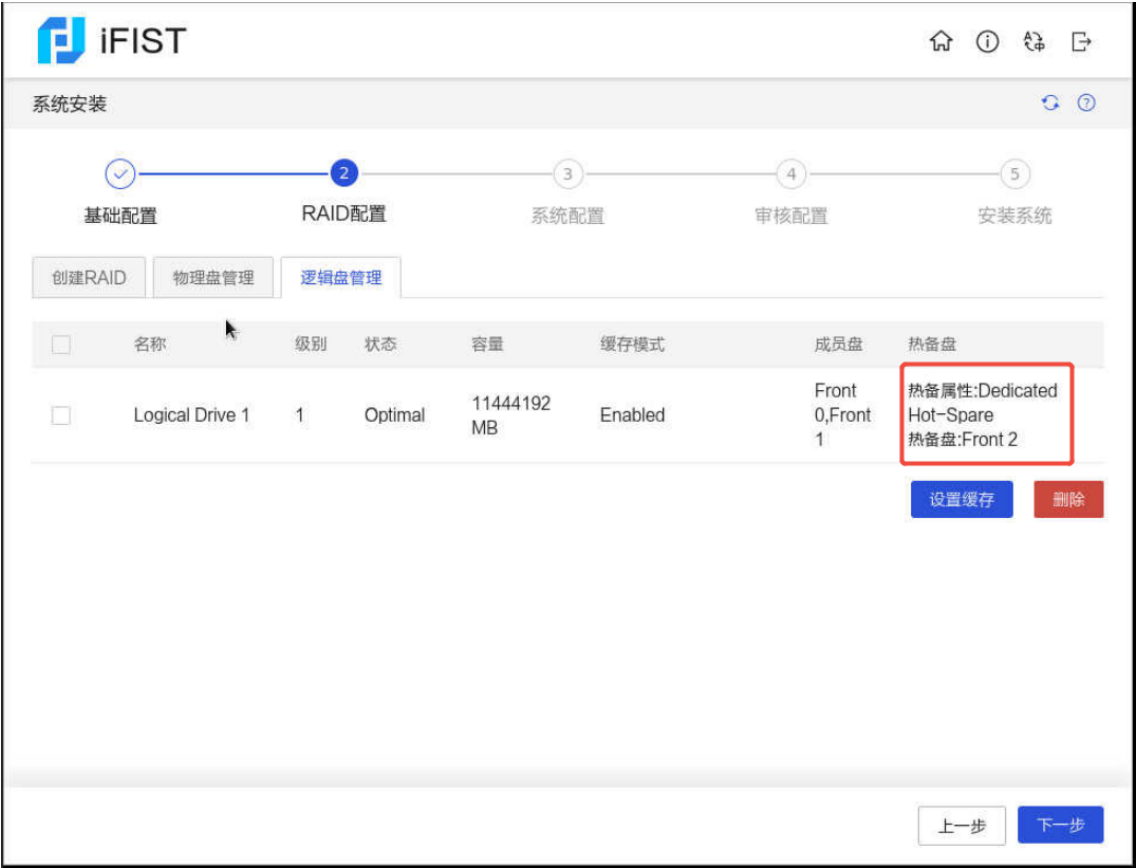 iFIST
系统安装
2
3
4
5
基础配置
RAID配置
系统配置
审核配置
安装系统
创建RAID
物理盘管理
逻辑盘管理
名称
级别
状态
容量
缓存模式
成员盘
热备盘
Logical Drive 1
1
Optimal
11444192
MB
Enabled
Front
0,Front
1
热备属性:Dedicated
Hot-Spare
热备盘:Front 2
设置缓存
删除
上一步
下一步